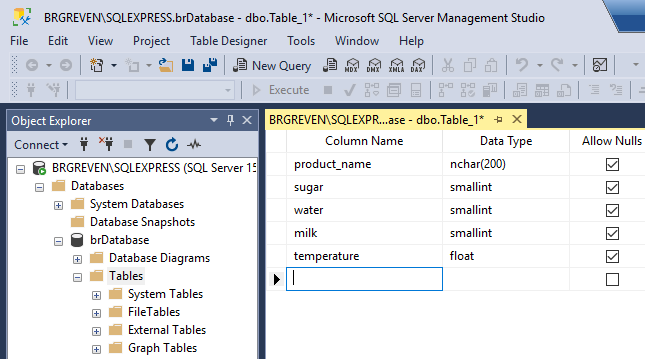 BRGREVEN\SQLEXPRESS.brDatabase - dbo.Table_1* - Microsoft SQL Server Management Studio
File Edit View Project Table Designer Tools Window Help
New Query MDX DMX XMLA DAX
Execute
Object Explorer
Connect
BRGREVEN\SQLEXPRESS (SQL Server 15
Databases
System Databases
Database Snapshots
brDatabase
Database Diagrams
Tables
System Tables
FileTables
External Tables
Graph Tables
BRGREVEN\SQLEXPR...ase - dbo.Table_1*
Column Name Data Type Allow Nulls
product_name nchar(200)
sugar smallint
water smallint
milk smallint
temperature float